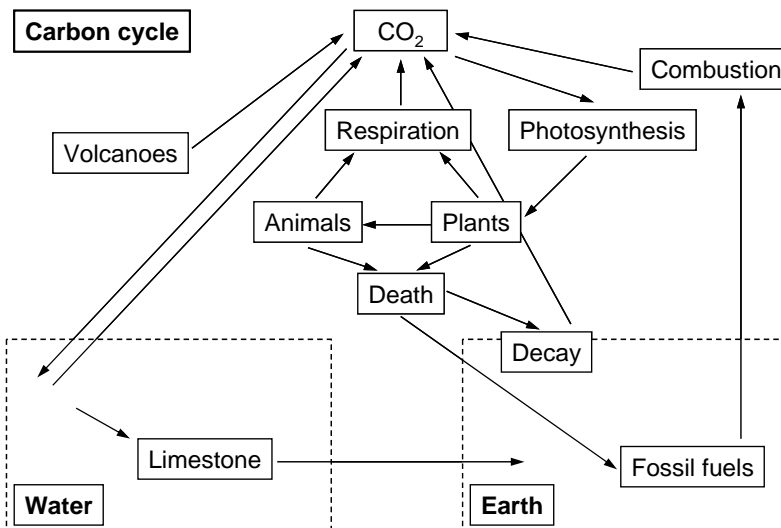 Carbon cycle
CO₂
Combustion
Respiration
Photosynthesis
Volcanoes
Animals
Plants
Death
Decay
Limestone
Fossil fuels
Water
Earth